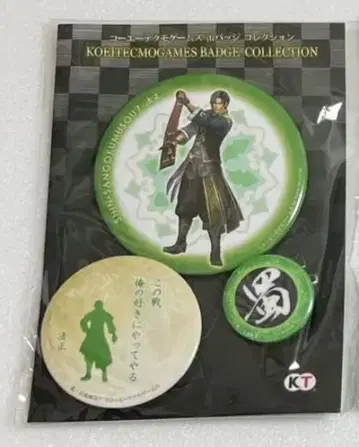 コーエーテクモゲームス 缶バッジ コレクション
KOEITECMOGAMES BADGE COLLECTION
SHIN・SANGOKUMUSOU7
蜀
この戦
俺の好きにやってやる
法正
KT